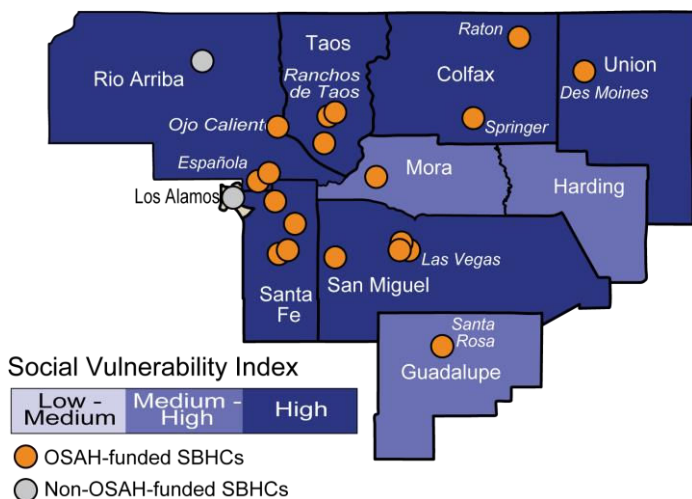 Rio Arriba
Taos
Ranchos
de Taos
Raton
Colfax
Union
Des Moines
Ojo Caliente
Springer
Española
Mora
Harding
Los Alamos
Las Vegas
San Miguel
Santa
Fe
Santa
Rosa
Guadalupe
Social Vulnerability Index
Low -
Medium
Medium -
High
High
OSAH-funded SBHCs
Non-OSAH-funded SBHCs